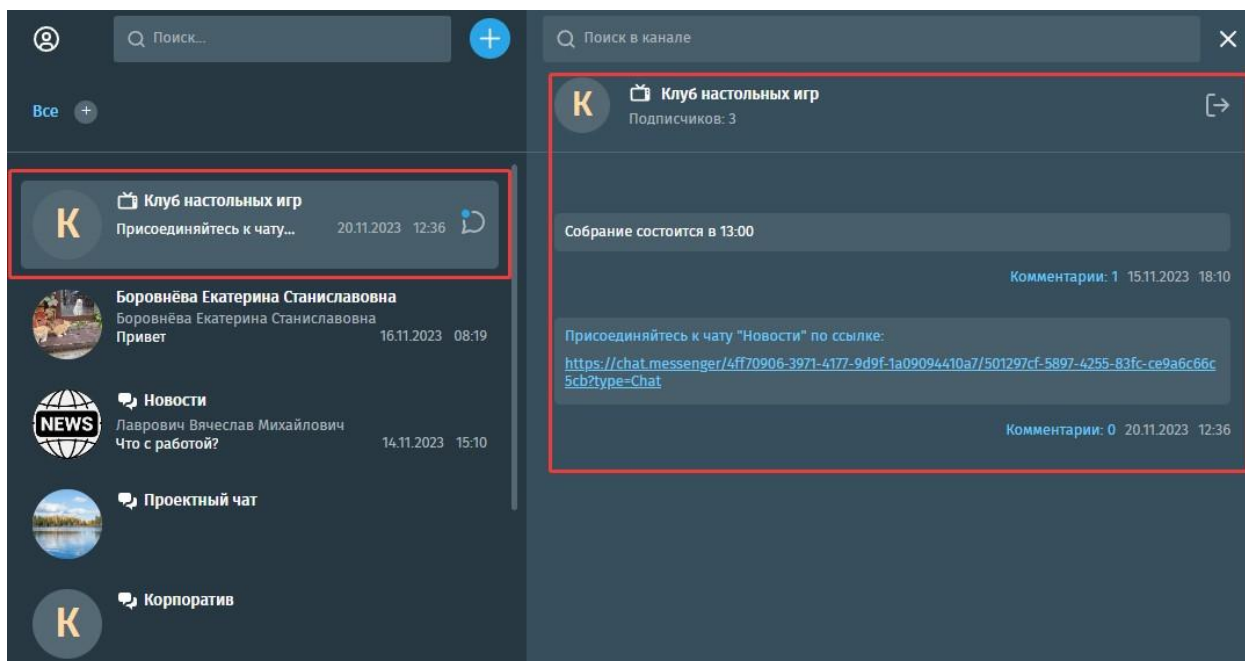 Поиск...
Все
К
Клуб настольных игр
Присоединяйтесь к чату...
20.11.2023 12:36
Боровнёва Екатерина Станиславовна
Боровнёва Екатерина Станиславовна
Привет
16.11.2023 08:19
NEWS
Новости
Лаврович Вячеслав Михайлович
Что с работой?
14.11.2023 15:10
Проектный чат
К
Корпоратив
Поиск в канале
К
Клуб настольных игр
Подписчиков: 3
Собрание состоится в 13:00
Комментарии: 1 15.11.2023 18:10
Присоединяйтесь к чату "Новости" по ссылке:
https://chat.messenger/4ff70906-3971-4177-9d9f-1a09094410a7/501297cf-5897-4255-83fc-ce9a6c66c
5cb?type=Chat
Комментарии: 0 20.11.2023 12:36